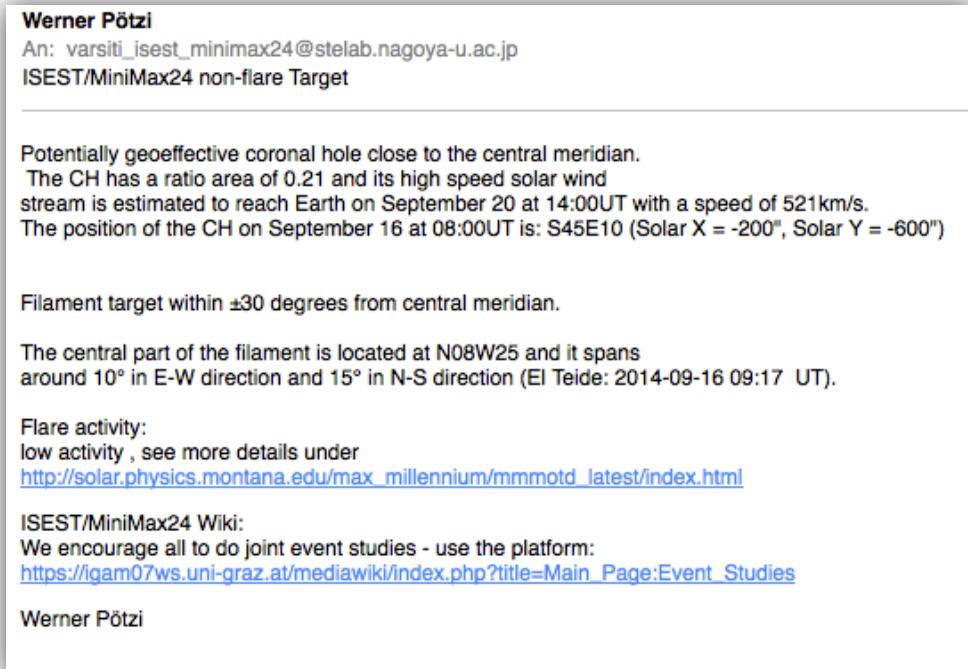 Werner Pötzi
An: varsiti_isest_minimax24@stelab.nagoya-u.ac.jp
ISEST/MiniMax24 non-flare Target
Potentially geoeffective coronal hole close to the central meridian.
The CH has a ratio area of 0.21 and its high speed solar wind
stream is estimated to reach Earth on September 20 at 14:00UT with a speed of 521km/s.
The position of the CH on September 16 at 08:00UT is: S45E10 (Solar X = -200", Solar Y = -600")
Filament target within ±30 degrees from central meridian.
The central part of the filament is located at N08W25 and it spans
around 10° in E-W direction and 15° in N-S direction (El Teide: 2014-09-16 09:17 UT).
Flare activity:
low activity , see more details under
http://solar.physics.montana.edu/max_millennium/mmmotd_latest/index.html
ISEST/MiniMax24 Wiki:
We encourage all to do joint event studies - use the platform:
https://igam07ws.uni-graz.at/mediawiki/index.php?title=Main_Page:Event_Studies
Werner Pötzi